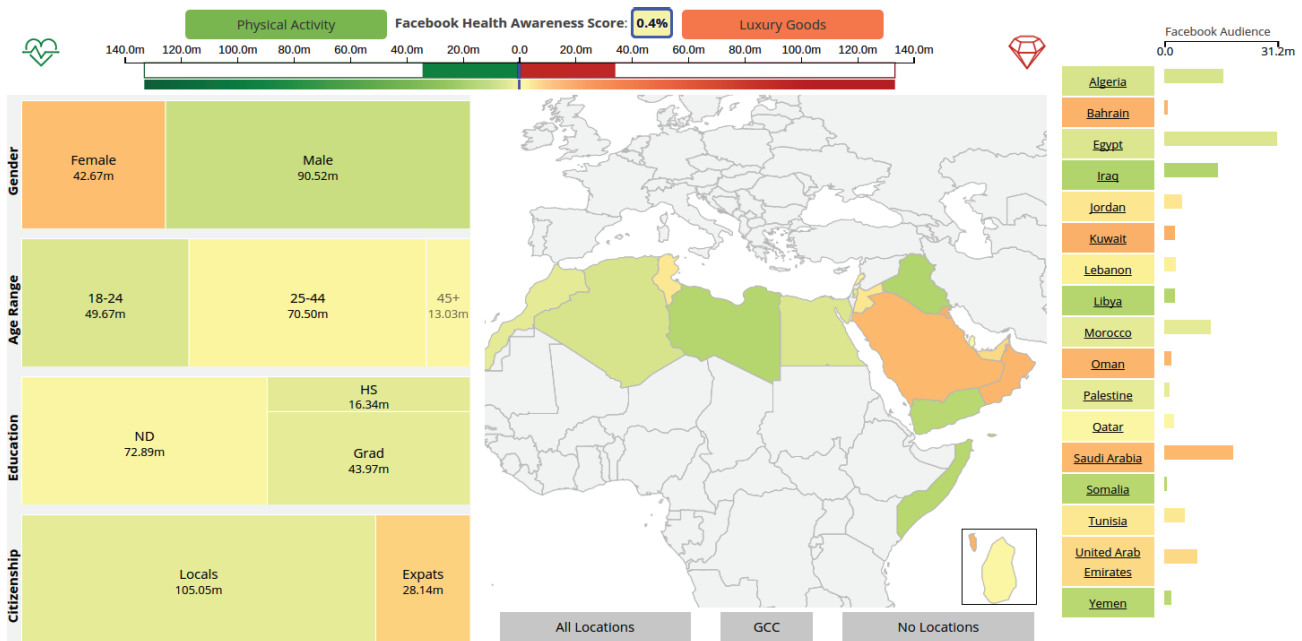 Physical Activity
Facebook Health Awareness Score: 0.4%
Luxury Goods
140.0m 120.0m 100.0m 80.0m 60.0m 40.0m 20.0m 0.0 20.0m 40.0m 60.0m 80.0m 100.0m 120.0m 140.0m
Gender
Female
42.67m
Male
90.52m
Age Range
18-24
49.67m
25-44
70.50m
45+
13.03m
Education
ND
72.89m
HS
16.34m
Grad
43.97m
Citizenship
Locals
105.05m
Expats
28.14m
All Locations
GCC
No Locations
Facebook Audience
0.0 31.2m
Algeria
Bahrain
Egypt
Iraq
Jordan
Kuwait
Lebanon
Libya
Morocco
Oman
Palestine
Qatar
Saudi Arabia
Somalia
Tunisia
United Arab
Emirates
Yemen